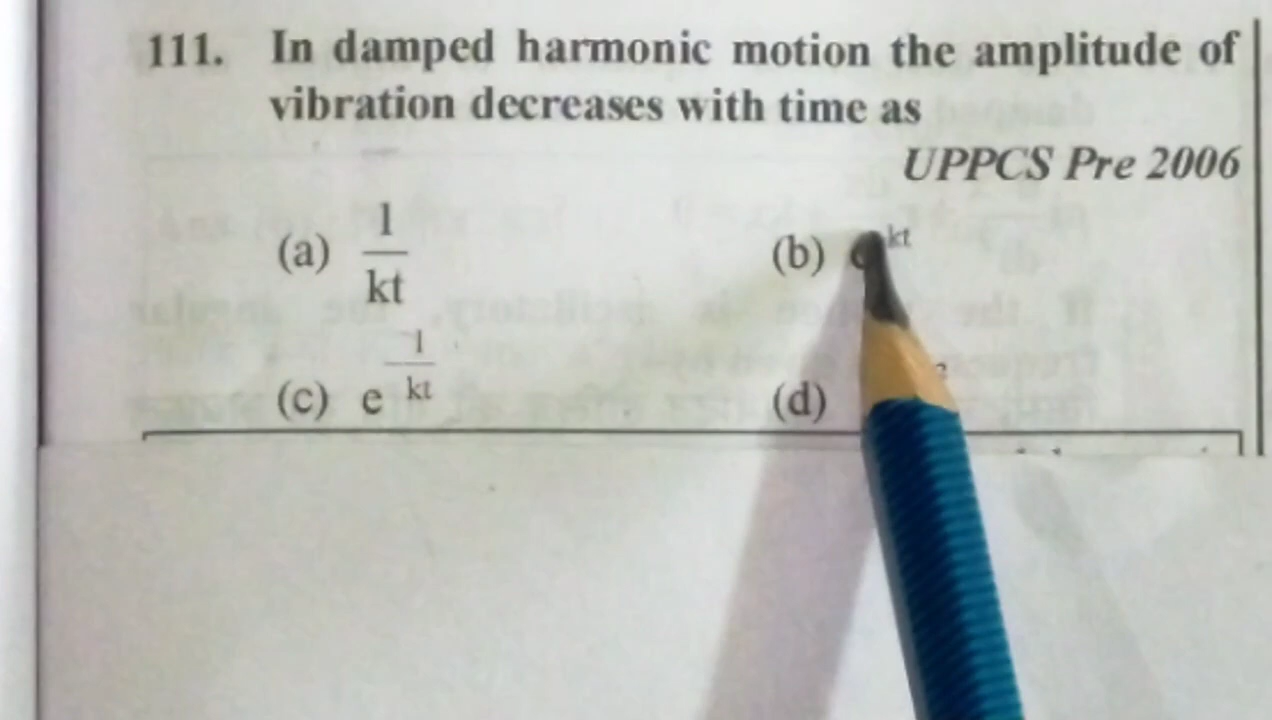 111. In damped harmonic motion the amplitude of
vibration decreases with time as
UPPCS Pre 2006
(a) 1/kt
(b) kt
(c) e 1/kt
(d)